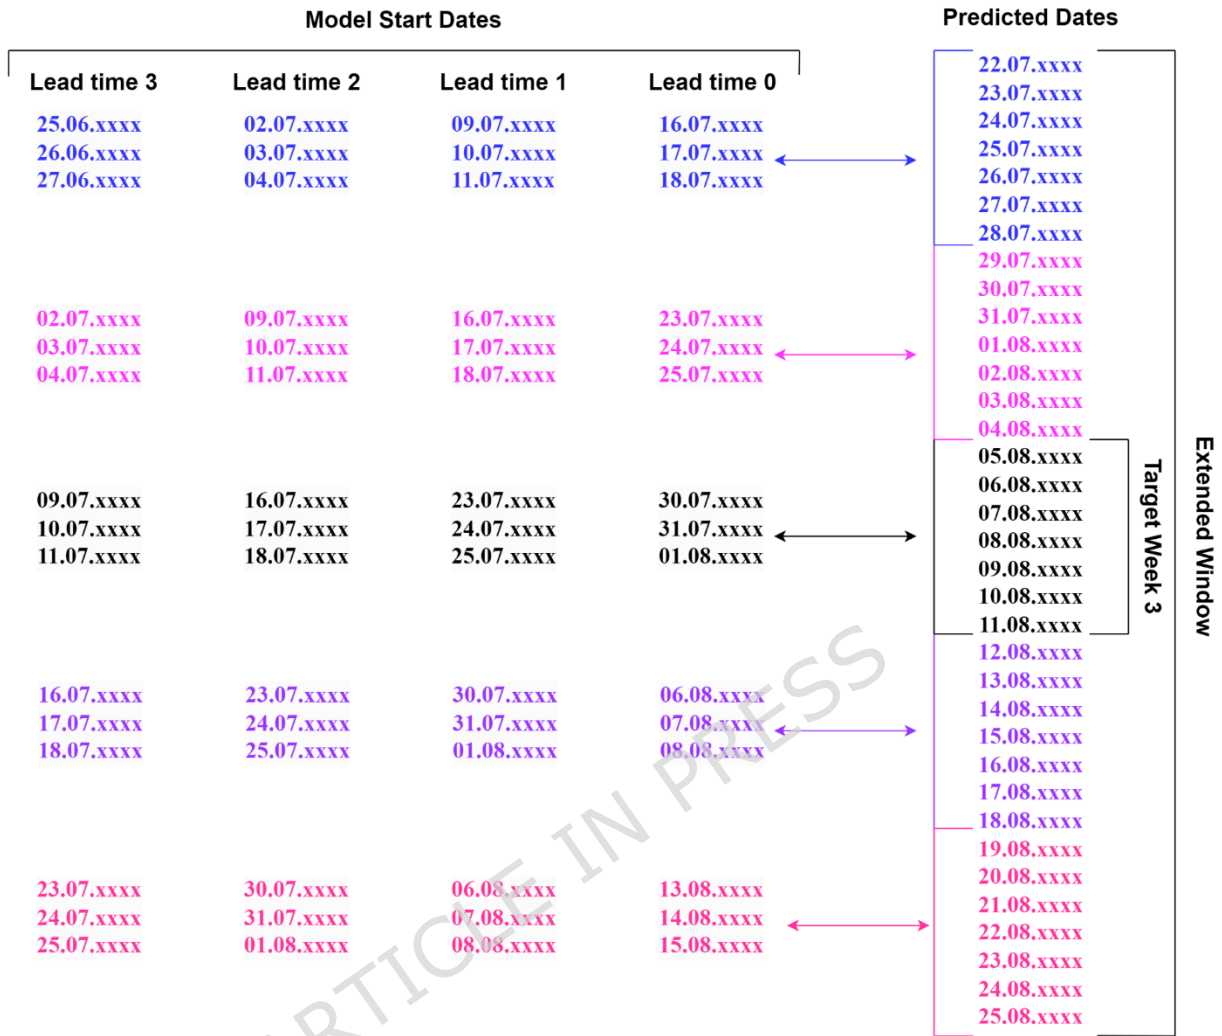 Model Start Dates
Predicted Dates
Lead time 3 Lead time 2 Lead time 1 Lead time 0
25.06.xxxx 02.07.xxxx 09.07.xxxx 16.07.xxxx
26.06.xxxx 03.07.xxxx 10.07.xxxx 17.07.xxxx
27.06.xxxx 04.07.xxxx 11.07.xxxx 18.07.xxxx
02.07.xxxx 09.07.xxxx 16.07.xxxx 23.07.xxxx
03.07.xxxx 10.07.xxxx 17.07.xxxx 24.07.xxxx
04.07.xxxx 11.07.xxxx 18.07.xxxx 25.07.xxxx
09.07.xxxx 16.07.xxxx 23.07.xxxx 30.07.xxxx
10.07.xxxx 17.07.xxxx 24.07.xxxx 31.07.xxxx
11.07.xxxx 18.07.xxxx 25.07.xxxx 01.08.xxxx
16.07.xxxx 23.07.xxxx 30.07.xxxx 06.08.xxxx
17.07.xxxx 24.07.xxxx 31.07.xxxx 07.08.xxxx
18.07.xxxx 25.07.xxxx 01.08.xxxx 08.08.xxxx
23.07.xxxx 30.07.xxxx 06.08.xxxx 13.08.xxxx
24.07.xxxx 31.07.xxxx 07.08.xxxx 14.08.xxxx
25.07.xxxx 01.08.xxxx 08.08.xxxx 15.08.xxxx
22.07.xxxx
23.07.xxxx
24.07.xxxx
25.07.xxxx
26.07.xxxx
27.07.xxxx
28.07.xxxx
29.07.xxxx
30.07.xxxx
31.07.xxxx
01.08.xxxx
02.08.xxxx
03.08.xxxx
04.08.xxxx
05.08.xxxx
06.08.xxxx
07.08.xxxx
08.08.xxxx
09.08.xxxx
10.08.xxxx
11.08.xxxx
12.08.xxxx
13.08.xxxx
14.08.xxxx
15.08.xxxx
16.08.xxxx
17.08.xxxx
18.08.xxxx
19.08.xxxx
20.08.xxxx
21.08.xxxx
22.08.xxxx
23.08.xxxx
24.08.xxxx
25.08.xxxx
Target Week 3
Extended Window
ARTICLE IN PRESS